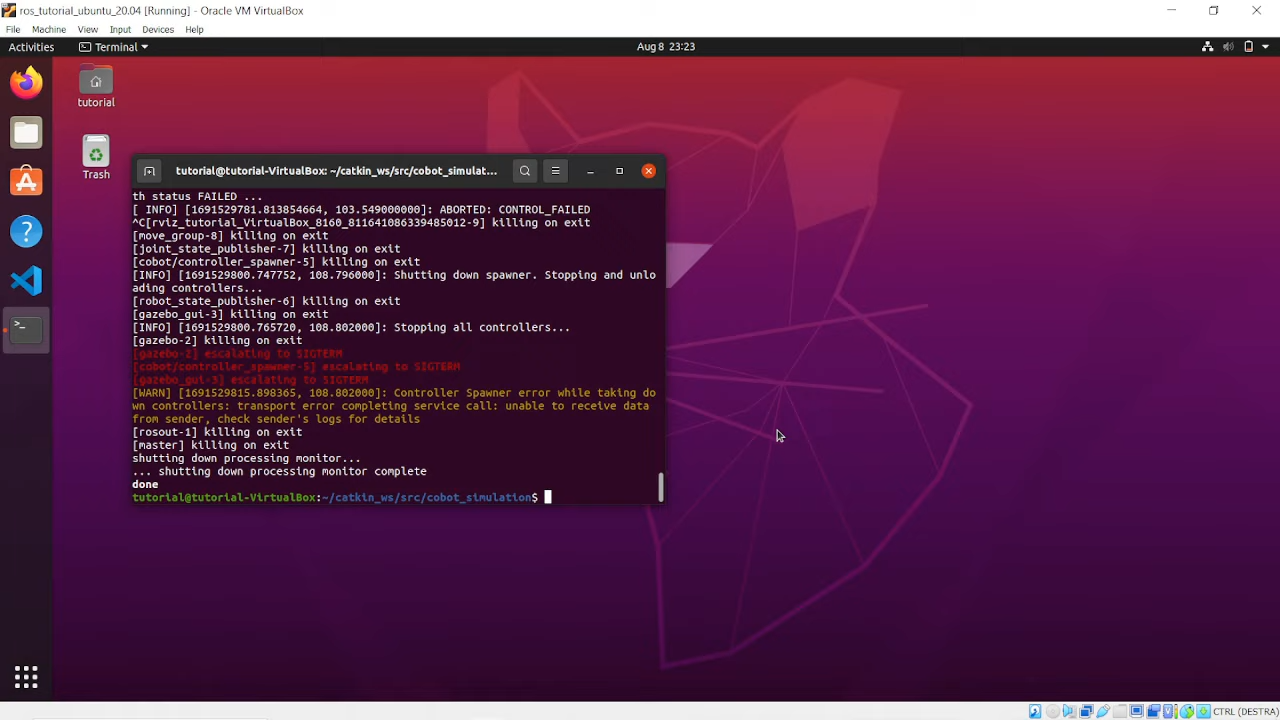 ros_tutorial_ubuntu_20.04 [Running] - Oracle VM VirtualBox
File Machine View Input Devices Help
Activities Terminal Aug 8 23:23
tutorial
Trash
tutorial@tutorial-VirtualBox: ~/catkin_ws/src/cobot_simulat...
th status FAILED ...
[ INFO] [1691529781.813854664, 103.549000000]: ABORTED: CONTROL_FAILED
^C[rviz_tutorial_VirtualBox_8160_811641086339485012-9] killing on exit
[move_group-8] killing on exit
[joint_state_publisher-7] killing on exit
[cobot/controller_spawner-5] killing on exit
[INFO] [1691529800.747752, 108.796000]: Shutting down spawner. Stopping and unlo
ading controllers...
[robot_state_publisher-6] killing on exit
[gazebo_gui-3] killing on exit
[INFO] [1691529800.765720, 108.802000]: Stopping all controllers...
[gazebo-2] killing on exit
[gazebo-2] escalating to SIGTERM
[cobot/controller_spawner-5] escalating to SIGTERM
[gazebo_gui-3] escalating to SIGTERM
[WARN] [1691529815.898365, 108.802000]: Controller Spawner error while taking do
wn controllers: transport error completing service call: unable to receive data
from sender, check sender's logs for details
[rosout-1] killing on exit
[master] killing on exit
shutting down processing monitor...
... shutting down processing monitor complete
done
tutorial@tutorial-VirtualBox:~/catkin_ws/src/cobot_simulation$
CTRL (DESTRA)